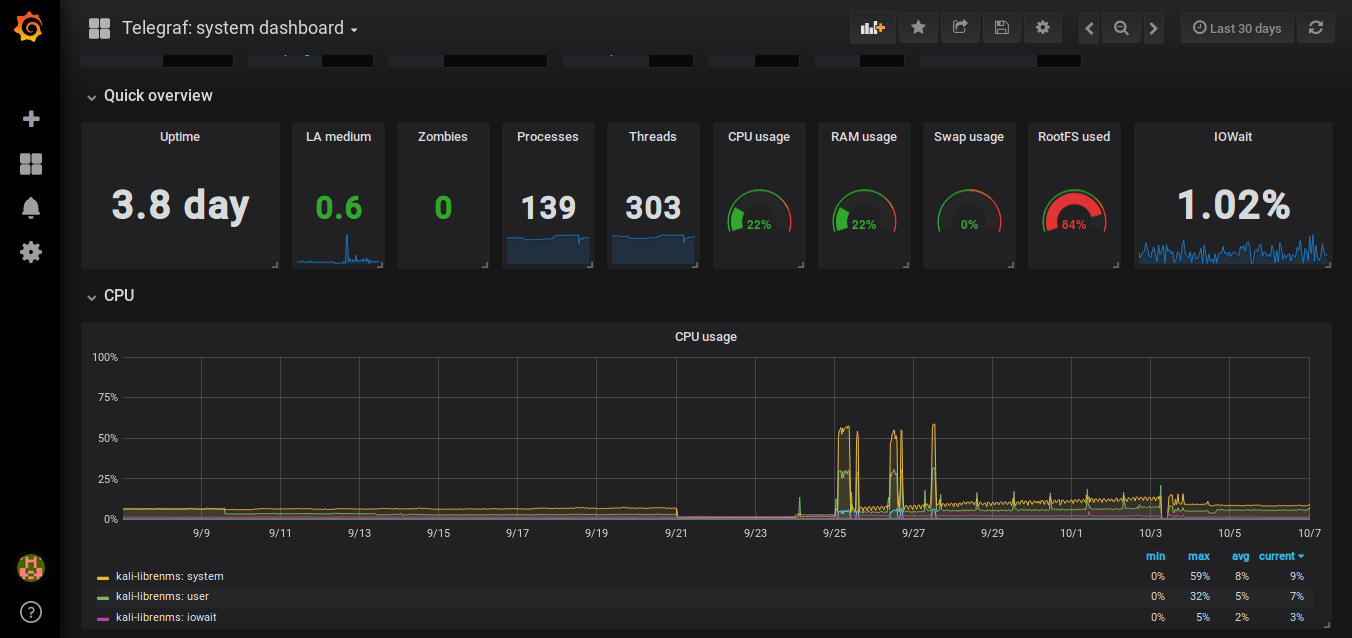 Telegraf: system dashboard
Last 30 days
Quick overview
Uptime LA medium Zombies Processes Threads CPU usage RAM usage Swap usage RootFS used IOWait
3.8 day 0.6 0 139 303 22% 22% 0% 84% 1.02%
CPU
CPU usage
100%
75%
50%
25%
0%
9/9 9/11 9/13 9/15 9/17 9/19 9/21 9/23 9/25 9/27 9/29 10/1 10/3 10/5 10/7
min max avg current
kali-librenms: system 0% 59% 8% 9%
kali-librenms: user 0% 32% 5% 7%
kali-librenms: iowait 0% 5% 2% 3%
?